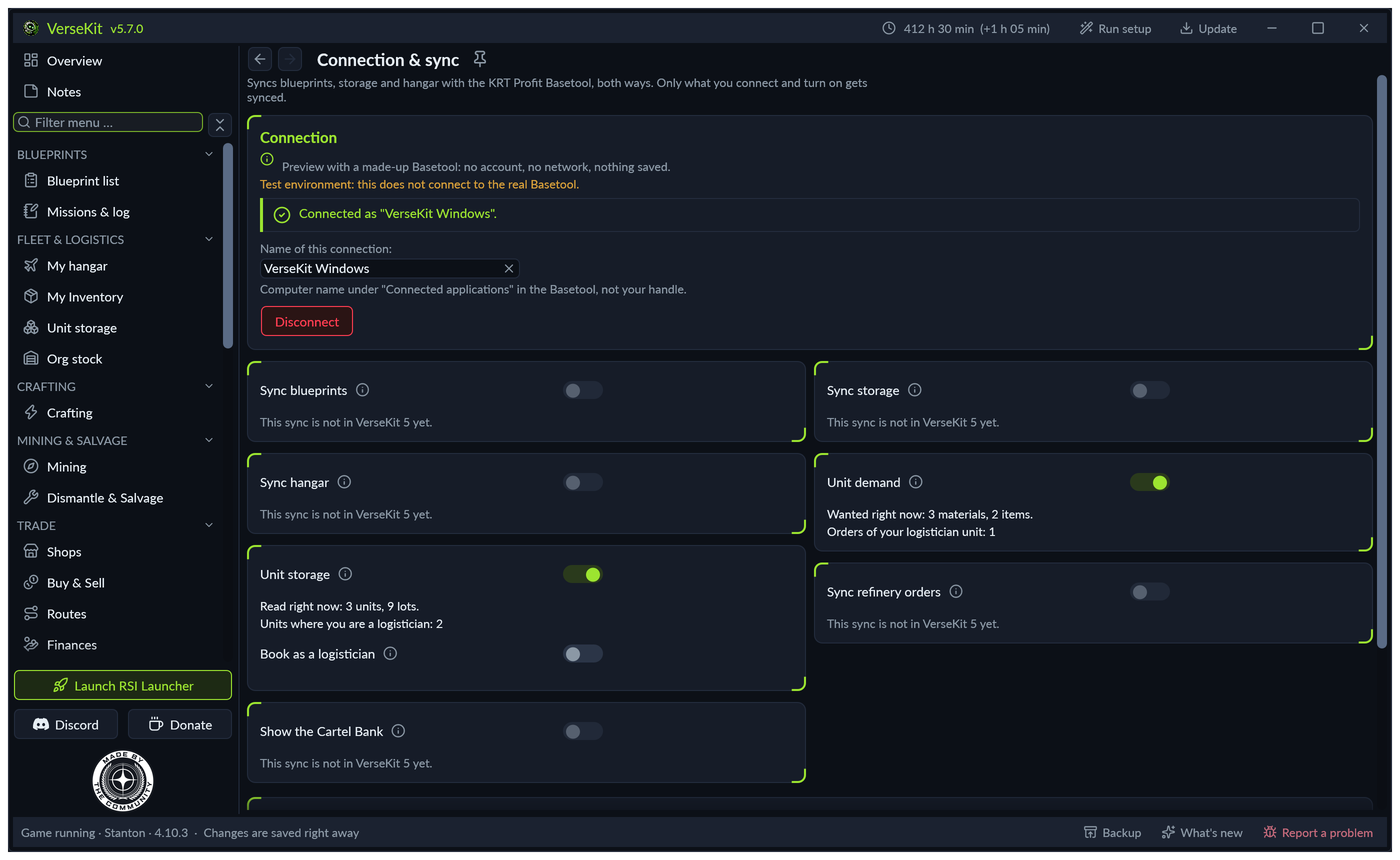 VerseKit v5.7.0
412 h 30 min (+1 h 05 min)
Run setup
Update
Overview
Notes
Filter menu ...
BLUEPRINTS
Blueprint list
Missions & log
FLEET & LOGISTICS
My hangar
My Inventory
Unit storage
Org stock
CRAFTING
Crafting
MINING & SALVAGE
Mining
Dismantle & Salvage
TRADE
Shops
Buy & Sell
Routes
Finances
Launch RSI Launcher
Discord
Donate
MADE BY
THE COMMUNITY
Connection & sync
Syncs blueprints, storage and hangar with the KRT Profit Basetool, both ways. Only what you connect and turn on gets
synced.
Connection
Preview with a made-up Basetool: no account, no network, nothing saved.
Test environment: this does not connect to the real Basetool.
Connected as "VerseKit Windows".
Name of this connection:
VerseKit Windows
Computer name under "Connected applications" in the Basetool, not your handle.
Disconnect
Sync blueprints
This sync is not in VerseKit 5 yet.
Sync storage
This sync is not in VerseKit 5 yet.
Sync hangar
This sync is not in VerseKit 5 yet.
Unit demand
Wanted right now: 3 materials, 2 items.
Orders of your logistician unit: 1
Unit storage
Read right now: 3 units, 9 lots.
Units where you are a logistician: 2
Book as a logistician
Sync refinery orders
This sync is not in VerseKit 5 yet.
Show the Cartel Bank
This sync is not in VerseKit 5 yet.
Game running · Stanton · 4.10.3 · Changes are saved right away
Backup
What's new
Report a problem